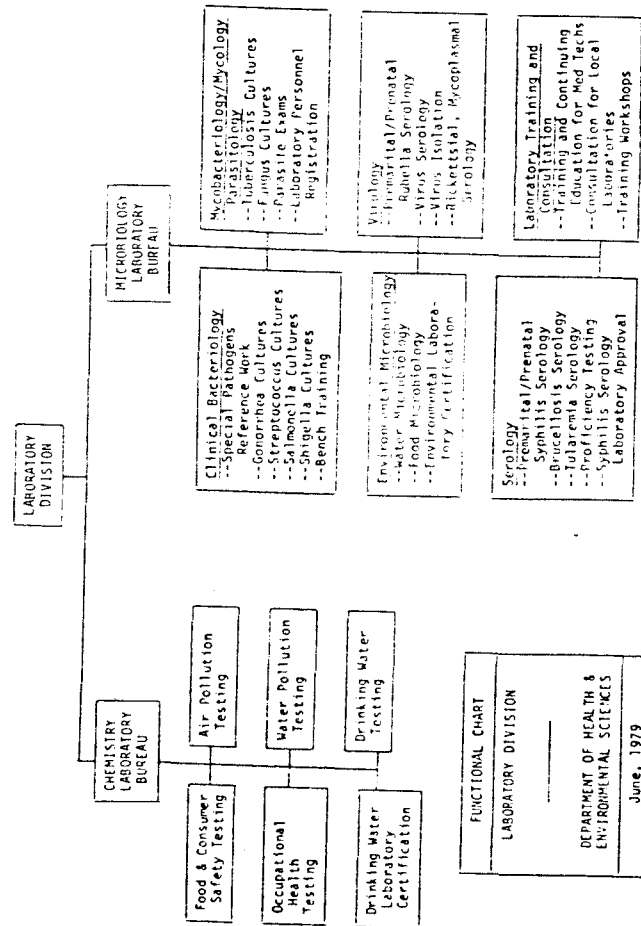 LABORATORY
DIVISION
CHEMISTRY
LABORATORY
BUREAU
MICROBIOLOGY
LABORATORY
BUREAU
Food & Consumer
Safety Testing
Air Pollution
Testing
Occupational
Health
Testing
Water Pollution
Testing
Drinking Water
Laboratory
Certification
Drinking Water
Testing
Clinical Bacteriology
--Special Pathogens
Reference Work
--Gonorrhea Cultures
--Streptococcus Cultures
--Salmonella Cultures
--Shigella Cultures
--Bench Training
Mycobacteriology/Mycology
Parasitology
--Tuberculosis Cultures
--Fungus Cultures
--Parasite Exams
--Laboratory Personnel
Registration
Environmental Microbiology
--Water Microbiology
--Food Microbiology
--Environmental Labora-
tory Certification
Virology
--Premarital/Prenatal
Rubella Serology
--Virus Serology
--Virus Isolation
--Rickettsial, Mycoplasmal
Serology
Serology
--Premarital/Prenatal
Syphilis Serology
--Brucellosis Serology
--Tularemia Serology
--Proficiency Testing
--Syphilis Serology
Laboratory Approval
Laboratory Training and
Consultation
--Training and Continuing
Education for Med Techs
--Consultation for Local
Laboratories
--Training Workshops
FUNCTIONAL CHART
LABORATORY DIVISION
DEPARTMENT OF HEALTH &
ENVIRONMENTAL SCIENCES
June, 1979